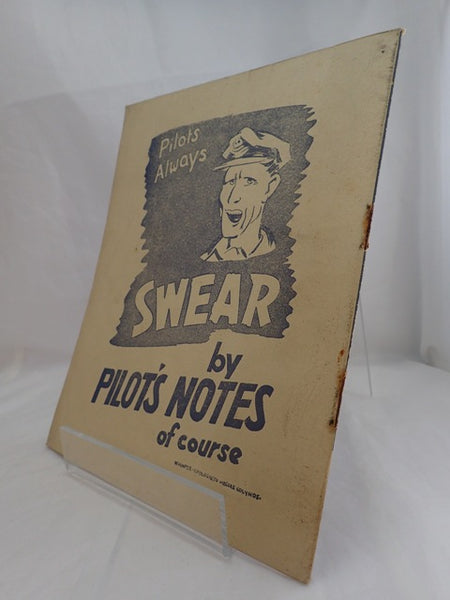 Pilots
Always
SWEAR
by
PILOT'S NOTES
of course